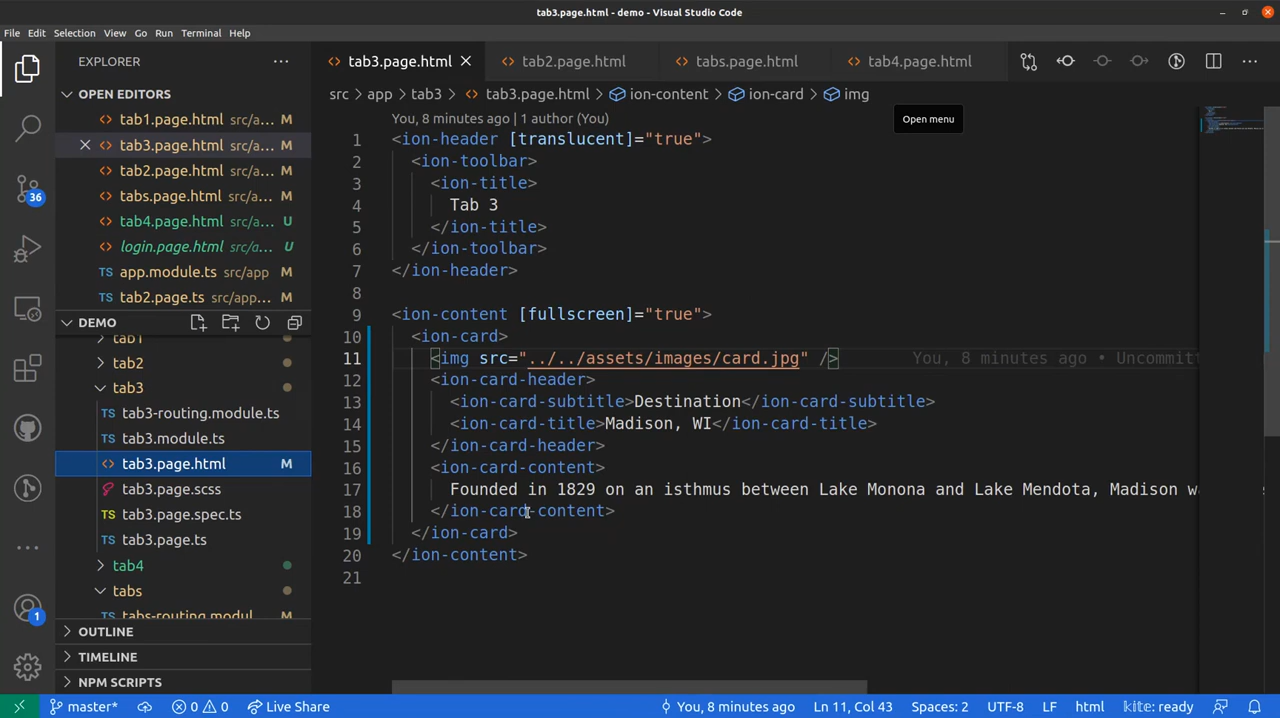 tab3.page.html - demo - Visual Studio Code
File Edit Selection View Go Run Terminal Help
EXPLORER
tab3.page.html
tab2.page.html
tabs.page.html
tab4.page.html
OPEN EDITORS
src > app > tab3 > tab3.page.html > ion-content > ion-card > img
Open menu
tab1.page.html src/a... M
tab3.page.html src/a... M
tab2.page.html src/a... M
tabs.page.html src/a... M
tab4.page.html src/a... U
login.page.html src/a... U
app.module.ts src/app M
tab2.page.ts src/app... M
36
DEMO
tab1
tab2
tab3
tab3-routing.module.ts
tab3.module.ts
tab3.page.html M
tab3.page.scss
tab3.page.spec.ts
tab3.page.ts
tab4
tabs
tabs-routing.modul... M
OUTLINE
TIMELINE
NPM SCRIPTS
1
You, 8 minutes ago | 1 author (You)
1 <ion-header [translucent]="true">
2 <ion-toolbar>
3 <ion-title>
4 Tab 3
5 </ion-title>
6 </ion-toolbar>
7 </ion-header>
8
9 <ion-content [fullscreen]="true">
10 <ion-card>
11 <img src="../../assets/images/card.jpg" /> You, 8 minutes ago • Uncommitt
12 <ion-card-header>
13 <ion-card-subtitle>Destination</ion-card-subtitle>
14 <ion-card-title>Madison, WI</ion-card-title>
15 </ion-card-header>
16 <ion-card-content>
17 Founded in 1829 on an isthmus between Lake Monona and Lake Mendota, Madison w
18 </ion-card-content>
19 </ion-card>
20 </ion-content>
21
master* 0 0 Live Share You, 8 minutes ago Ln 11, Col 43 Spaces: 2 UTF-8 LF html kite: ready